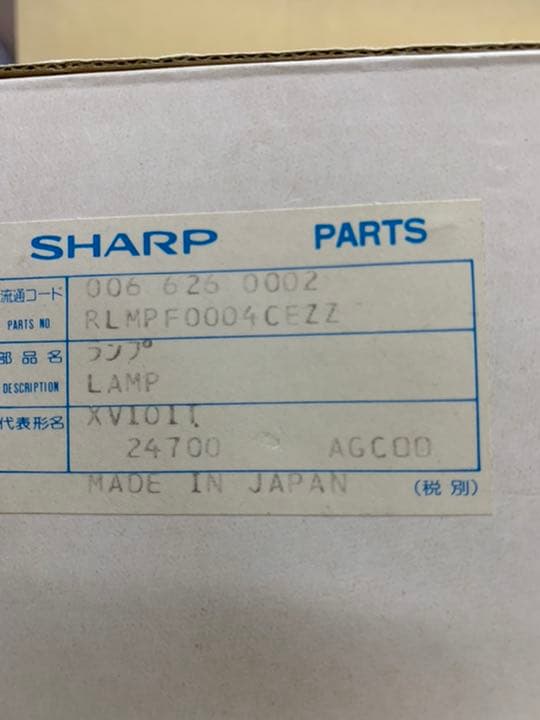 SHARP PARTS
流通コード 006 626 0002
PARTS NO RLMPF0004CEZZ
部品名 ランプ
DESCRIPTION LAMP
代表形名
24700 AGC00
MADE IN JAPAN (税別)